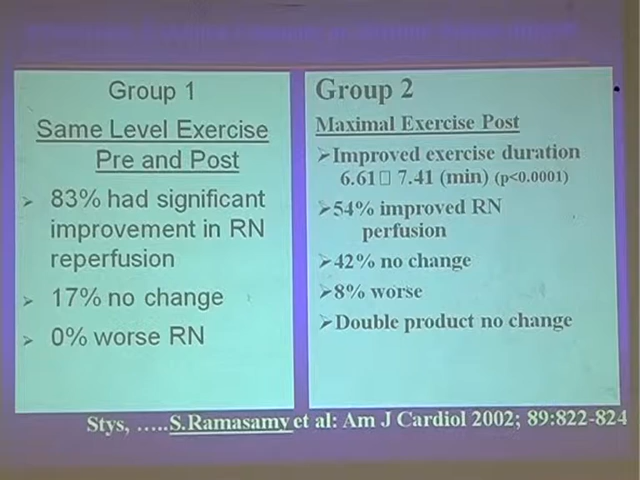 Group 1
Same Level Exercise
Pre and Post
➢ 83% had significant
improvement in RN
reperfusion
➢ 17% no change
➢ 0% worse RN
Group 2
Maximal Exercise Post
➢Improved exercise duration
6.61□ 7.41 (min) (p<0.0001)
➢54% improved RN
perfusion
➢42% no change
➢8% worse
➢Double product no change
Stys, …..S.Ramasamy et al: Am J Cardiol 2002; 89:822-824